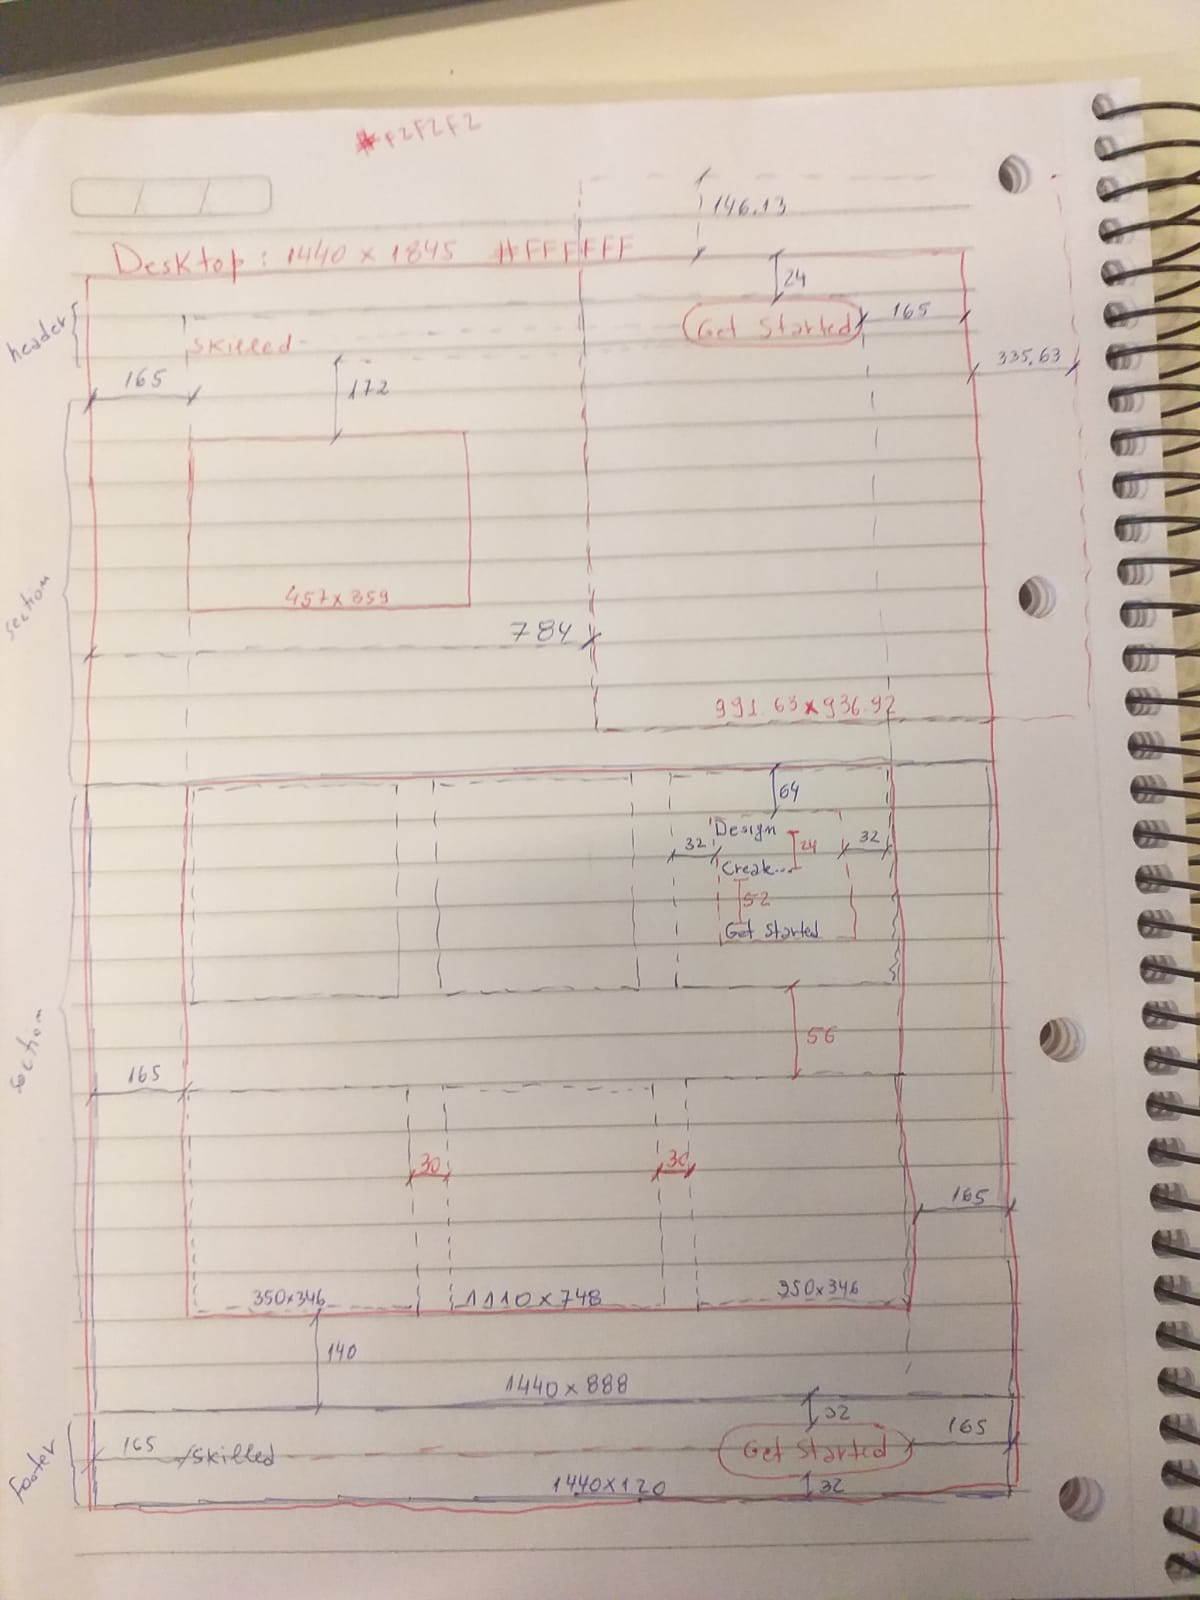 #F2F2F2
146.13
Desktop: 1440 x 1845 #FFFFFF
24
header
Skilled
Get Started
165
335,63
165
172
section
457x359
784
991.63x936.92
64
Design
32
24
32
Creat...
52
Get Started
56
section
165
30
30
165
350x346
1110x748
350x346
140
1440x888
32
footer
165
Skilled
Get Started
165
1440x120
32